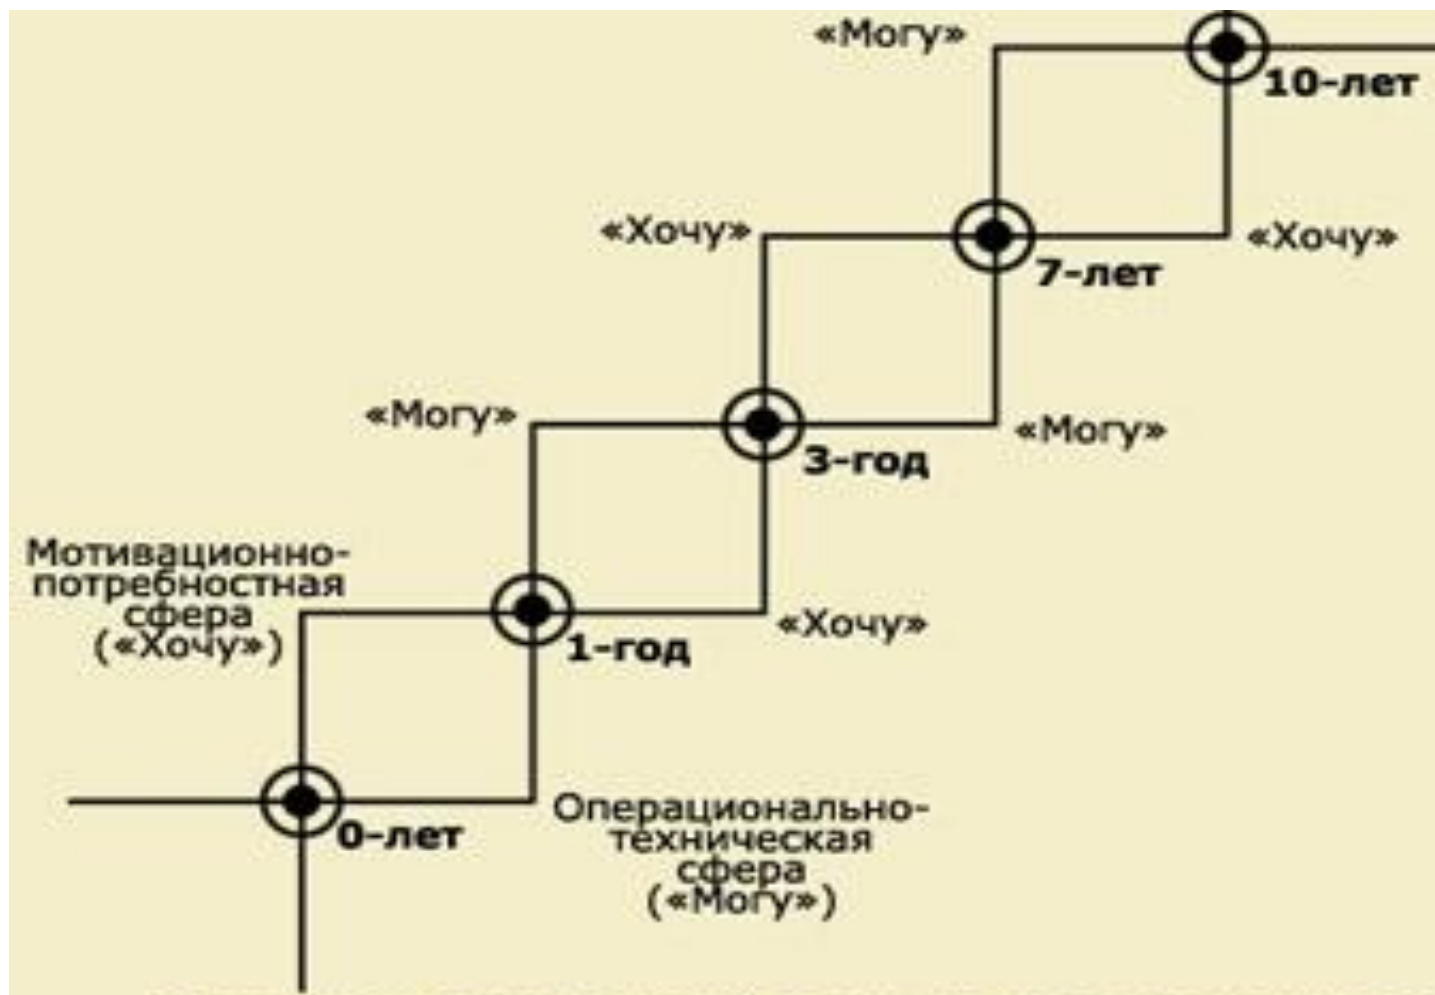 «Могу»
10-лет
«Хочу»
«Хочу»
7-лет
«Могу»
«Могу»
3-год
Мотивационно-
потребностная
сфера
(«Хочу»)
«Хочу»
1-год
Операционально-
техническая
сфера
(«Могу»)
0-лет